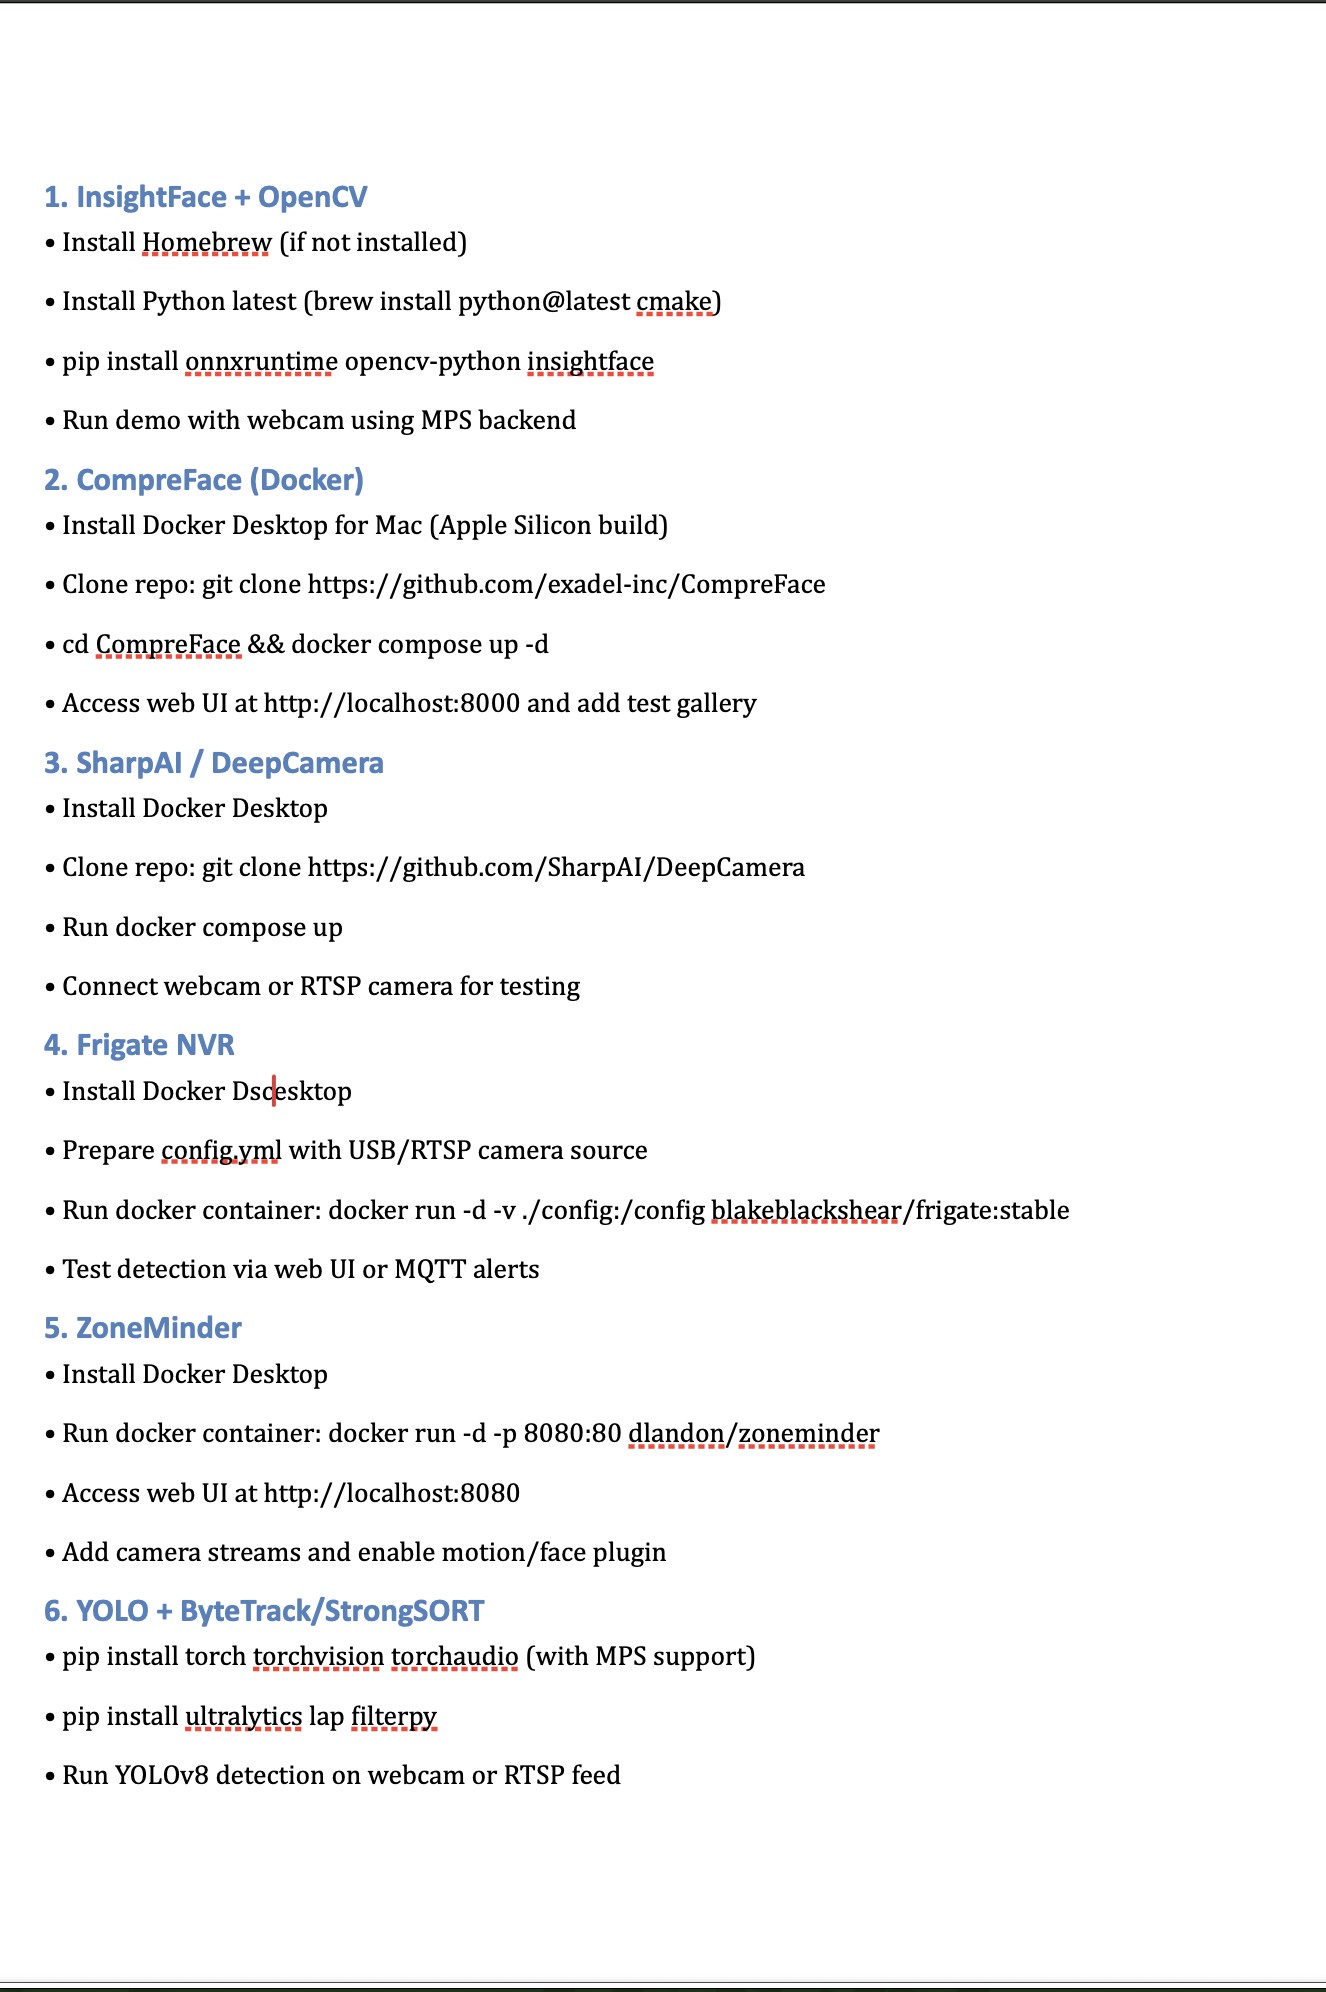 1. InsightFace + OpenCV
• Install Homebrew (if not installed)
• Install Python latest (brew install python@latest cmake)
• pip install onnxruntime opencv-python insightface
• Run demo with webcam using MPS backend
2. CompreFace (Docker)
• Install Docker Desktop for Mac (Apple Silicon build)
• Clone repo: git clone https://github.com/exadel-inc/CompreFace
• cd CompreFace && docker compose up -d
• Access web UI at http://localhost:8000 and add test gallery
3. SharpAI / DeepCamera
• Install Docker Desktop
• Clone repo: git clone https://github.com/SharpAI/DeepCamera
• Run docker compose up
• Connect webcam or RTSP camera for testing
4. Frigate NVR
• Install Docker Dscesktop
• Prepare config.yml with USB/RTSP camera source
• Run docker container: docker run -d -v ./config:/config blakeblackshear/frigate:stable
• Test detection via web UI or MQTT alerts
5. ZoneMinder
• Install Docker Desktop
• Run docker container: docker run -d -p 8080:80 dlandon/zoneminder
• Access web UI at http://localhost:8080
• Add camera streams and enable motion/face plugin
6. YOLO + ByteTrack/StrongSORT
• pip install torch torchvision torchaudio (with MPS support)
• pip install ultralytics lap filterpy
• Run YOLOv8 detection on webcam or RTSP feed